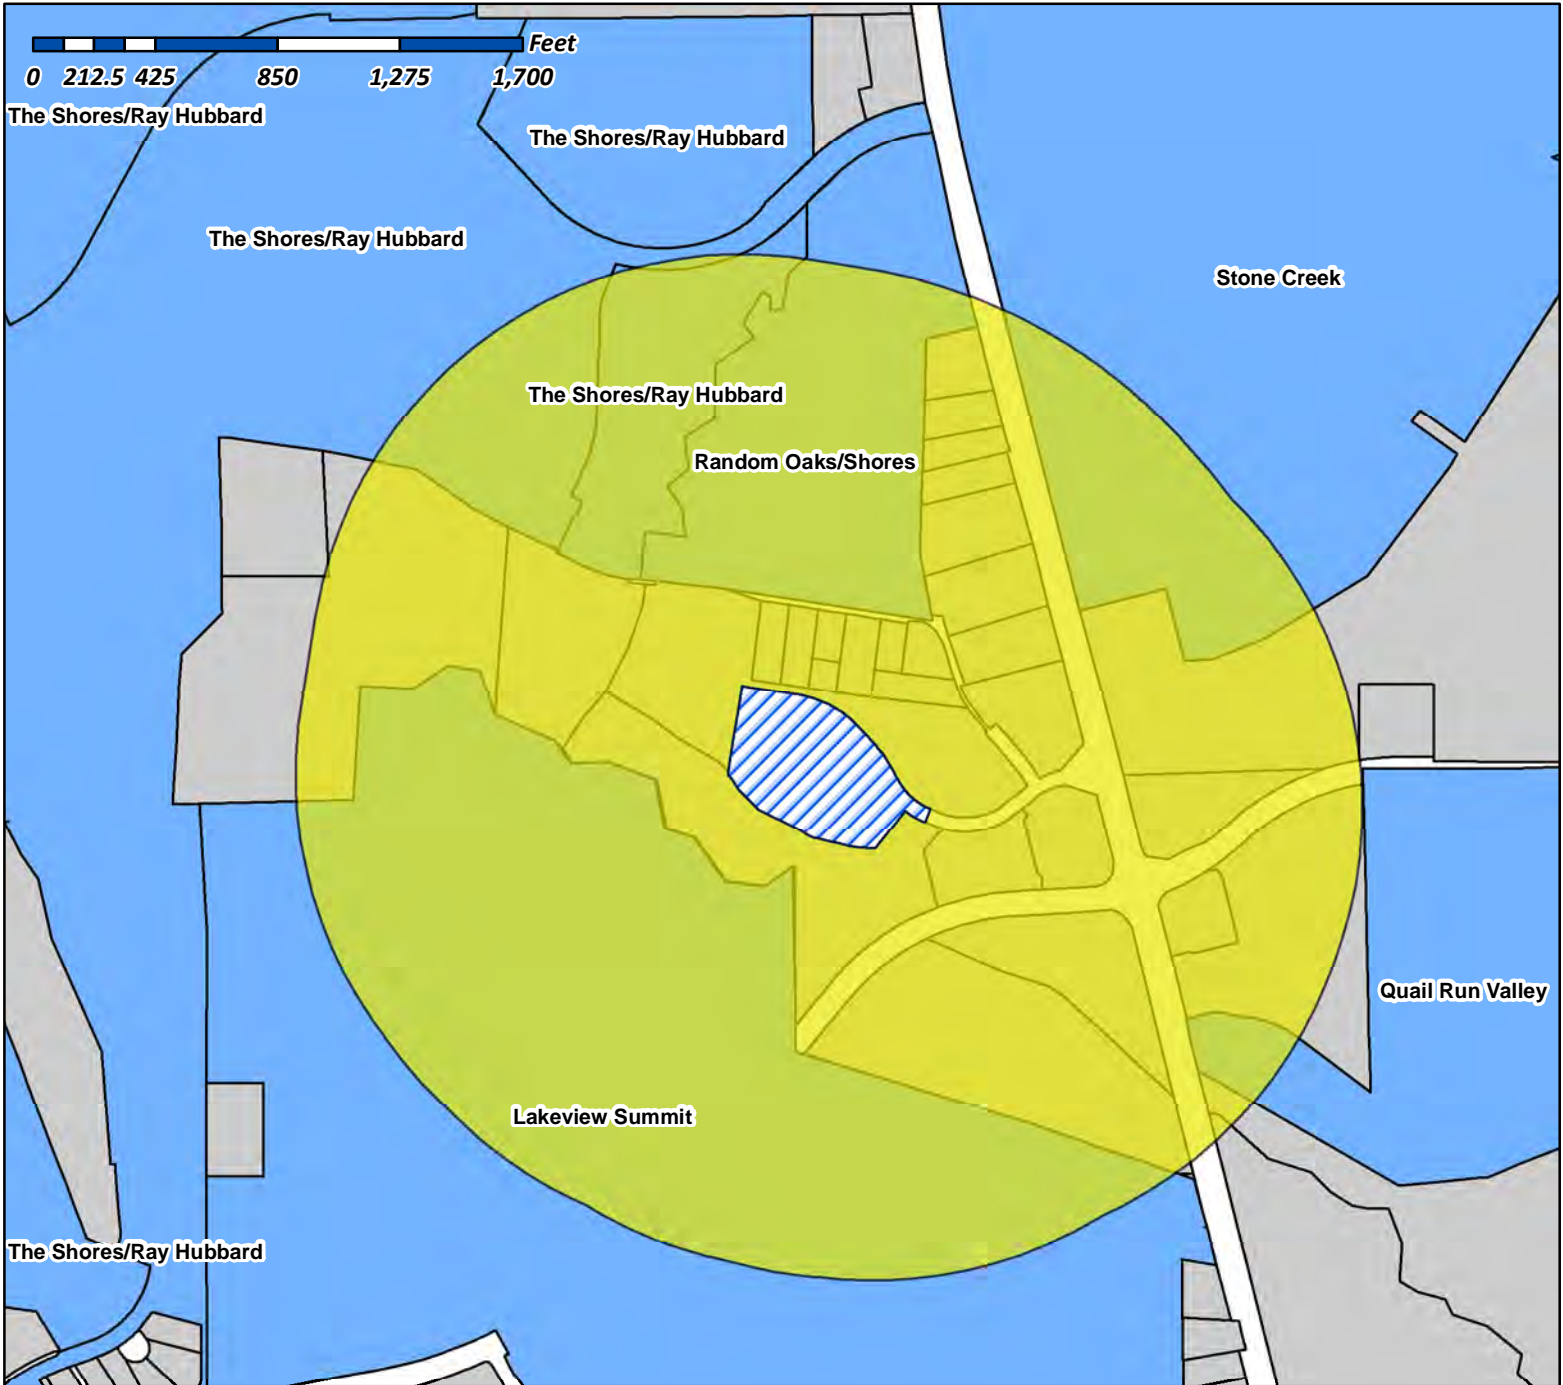 Feet
0 212.5 425 850 1,275 1,700
The Shores/Ray Hubbard
The Shores/Ray Hubbard
The Shores/Ray Hubbard
Stone Creek
The Shores/Ray Hubbard
Random Oaks/Shores
Quail Run Valley
Lakeview Summit
The Shores/Ray Hubbard